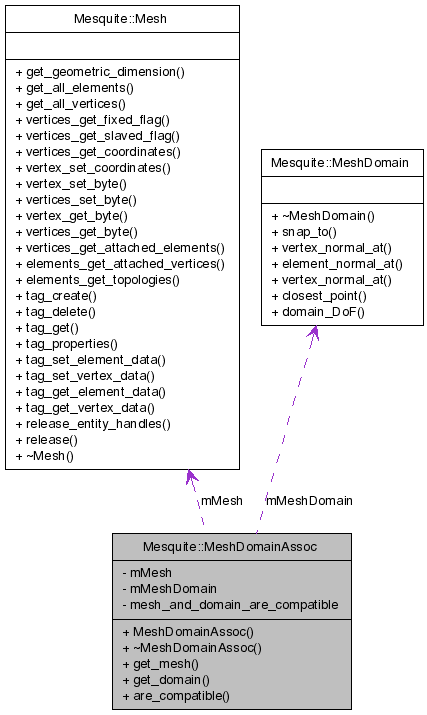 Mesquite::Mesh
+ get_geometric_dimension()
+ get_all_elements()
+ get_all_vertices()
+ vertices_get_fixed_flag()
+ vertices_get_slaved_flag()
+ vertices_get_coordinates()
+ vertex_set_coordinates()
+ vertex_set_byte()
+ vertices_set_byte()
+ vertex_get_byte()
+ vertices_get_byte()
+ vertices_get_attached_elements()
+ elements_get_attached_vertices()
+ elements_get_topologies()
+ tag_create()
+ tag_delete()
+ tag_get()
+ tag_properties()
+ tag_set_element_data()
+ tag_set_vertex_data()
+ tag_get_element_data()
+ tag_get_vertex_data()
+ release_entity_handles()
+ release()
+ ~Mesh()
Mesquite::MeshDomain
+ ~MeshDomain()
+ snap_to()
+ vertex_normal_at()
+ element_normal_at()
+ vertex_normal_at()
+ closest_point()
+ domain_DoF()
mMesh
mMeshDomain
Mesquite::MeshDomainAssoc
- mMesh
- mMeshDomain
- mesh_and_domain_are_compatible
+ MeshDomainAssoc()
+ ~MeshDomainAssoc()
+ get_mesh()
+ get_domain()
+ are_compatible()